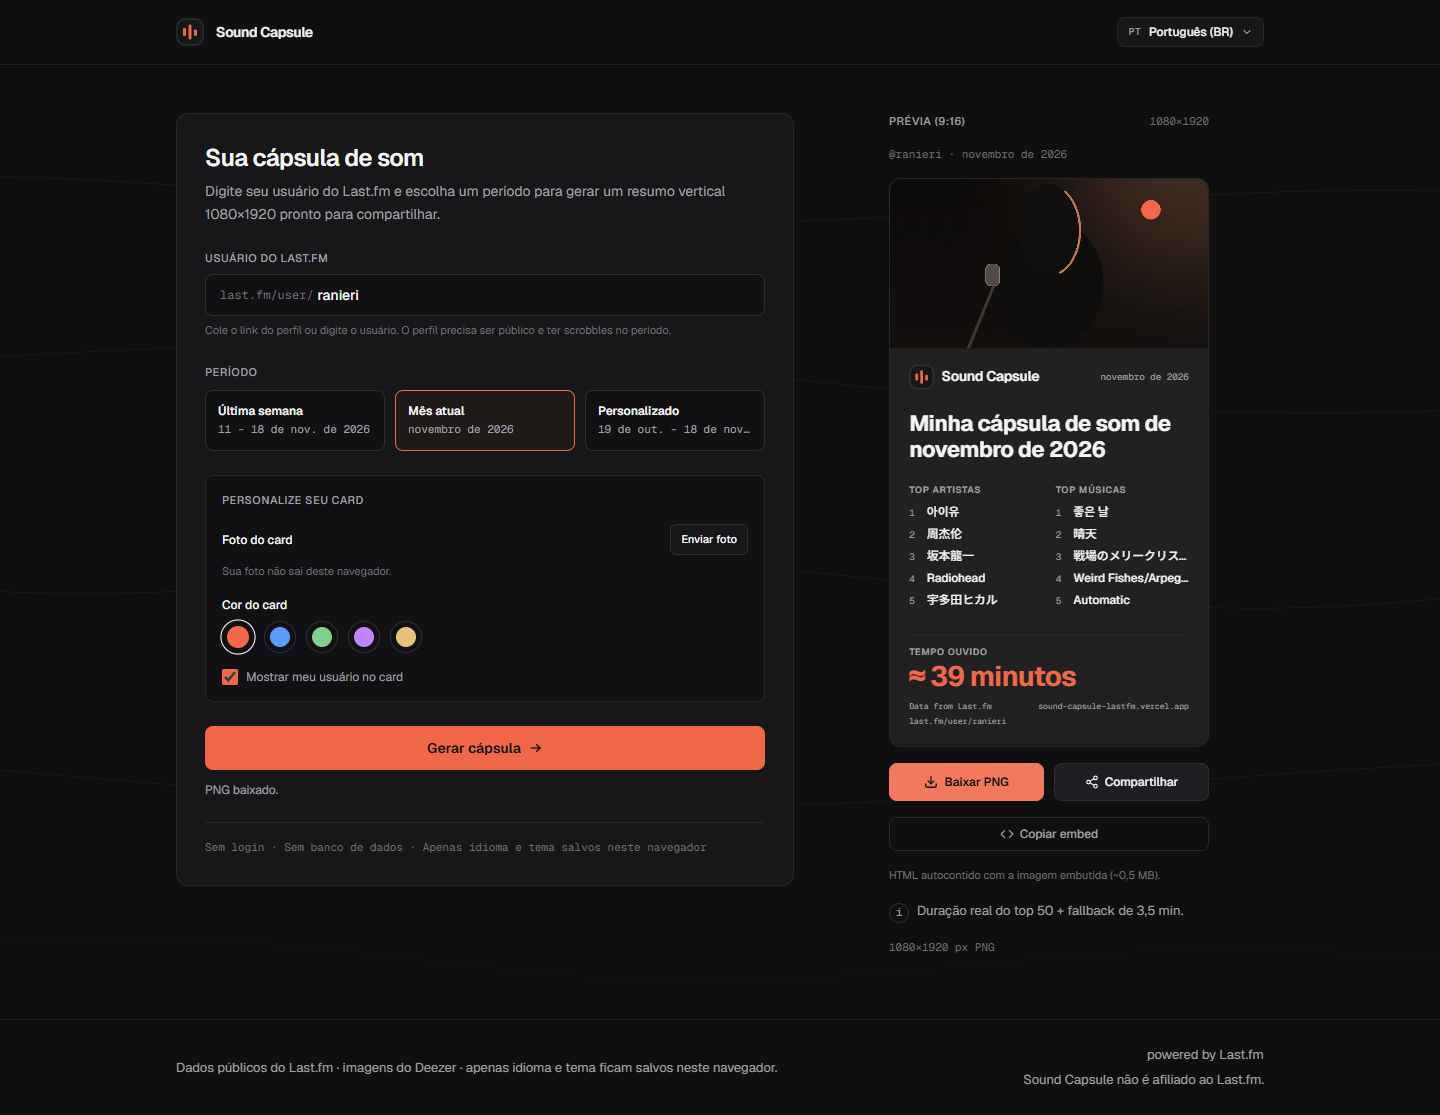 Sound Capsule
PT Português (BR)
Sua cápsula de som
Digite seu usuário do Last.fm e escolha um período para gerar um resumo vertical
1080×1920 pronto para compartilhar.
USUÁRIO DO LAST.FM
last.fm/user/ ranieri
Cole o link do perfil ou digite o usuário. O perfil precisa ser público e ter scrobbles no período.
PERÍODO
Última semana
11 – 18 de nov. de 2026
Mês atual
novembro de 2026
Personalizado
19 de out. – 18 de nov…
PERSONALIZE SEU CARD
Foto do card
Enviar foto
Sua foto não sai deste navegador.
Cor do card
Mostrar meu usuário no card
Gerar cápsula →
PNG baixado.
Sem login · Sem banco de dados · Apenas idioma e tema salvos neste navegador
PRÉVIA (9:16)
1080×1920
@ranieri · novembro de 2026
Sound Capsule
novembro de 2026
Minha cápsula de som de
novembro de 2026
TOP ARTISTAS
1 아이유
2 周杰伦
3 坂本龍一
4 Radiohead
5 宇多田ヒカル
TOP MÚSICAS
1 좋은 날
2 晴天
3 戦場のメリークリス…
4 Weird Fishes/Arpeg…
5 Automatic
TEMPO OUVIDO
≈ 39 minutos
Data from Last.fm
sound-capsule-lastfm.vercel.app
last.fm/user/ranieri
Baixar PNG
Compartilhar
Copiar embed
HTML autocontido com a imagem embutida (~0,5 MB).
i Duração real do top 50 + fallback de 3,5 min.
1080×1920 px PNG
Dados públicos do Last.fm · imagens do Deezer · apenas idioma e tema ficam salvos neste navegador.
powered by Last.fm
Sound Capsule não é afiliado ao Last.fm.